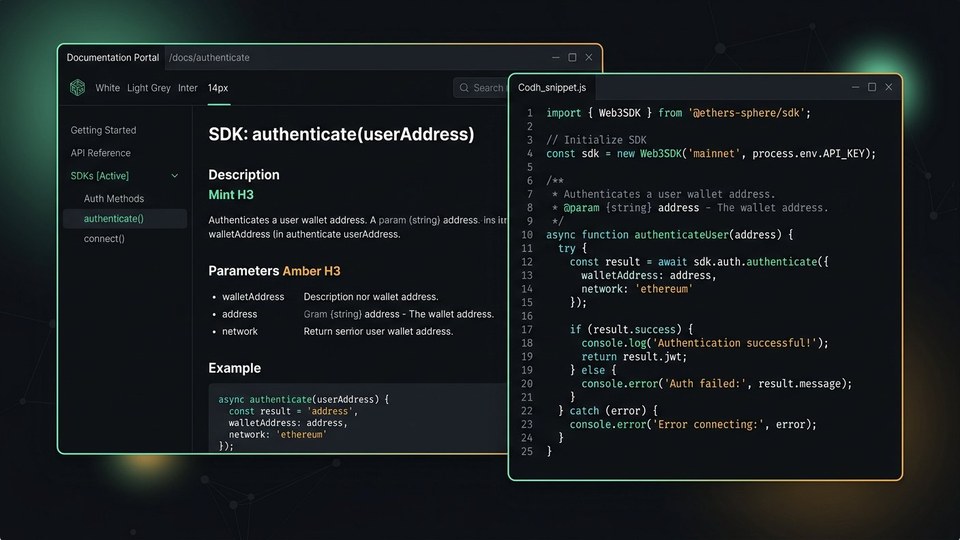 Documentation Portal /docs/authenticate
White Light Grey Inter 14px
Search
Getting Started
API Reference
SDKs [Active]
Auth Methods
authenticate()
connect()
SDK: authenticate(userAddress)
Description
Mint H3
Authenticates a user wallet address. A param {string} address.
walletAddress (in authenticate userAddress.
Parameters Amber H3
• walletAddress Description nor wallet address.
• address Gram {string} address - The wallet address.
• network Return semior user wallet address.
Example
async authenticate(userAddress) {
const result = 'address',
walletAddress: address,
network: 'ethereum'
});
Codh_snippet.js
1 import { Web3SDK } from '@ethers-sphere/sdk';
2
3 // Initialize SDK
4 const sdk = new Web3SDK('mainnet', process.env.API_KEY);
5
6 /**
7 * Authenticates a user wallet address.
8 * @param {string} address - The wallet address.
9 */
10 async function authenticateUser(address) {
11 try {
12 const result = await sdk.auth.authenticate({
13 walletAddress: address,
14 network: 'ethereum'
15 });
16
17 if (result.success) {
18 console.log('Authentication successful!');
19 return result.jwt;
19 } else {
20 console.error('Auth failed:', result.message);
21 }
22 } catch (error) {
23 console.error('Error connecting:', error);
24 }
25 }